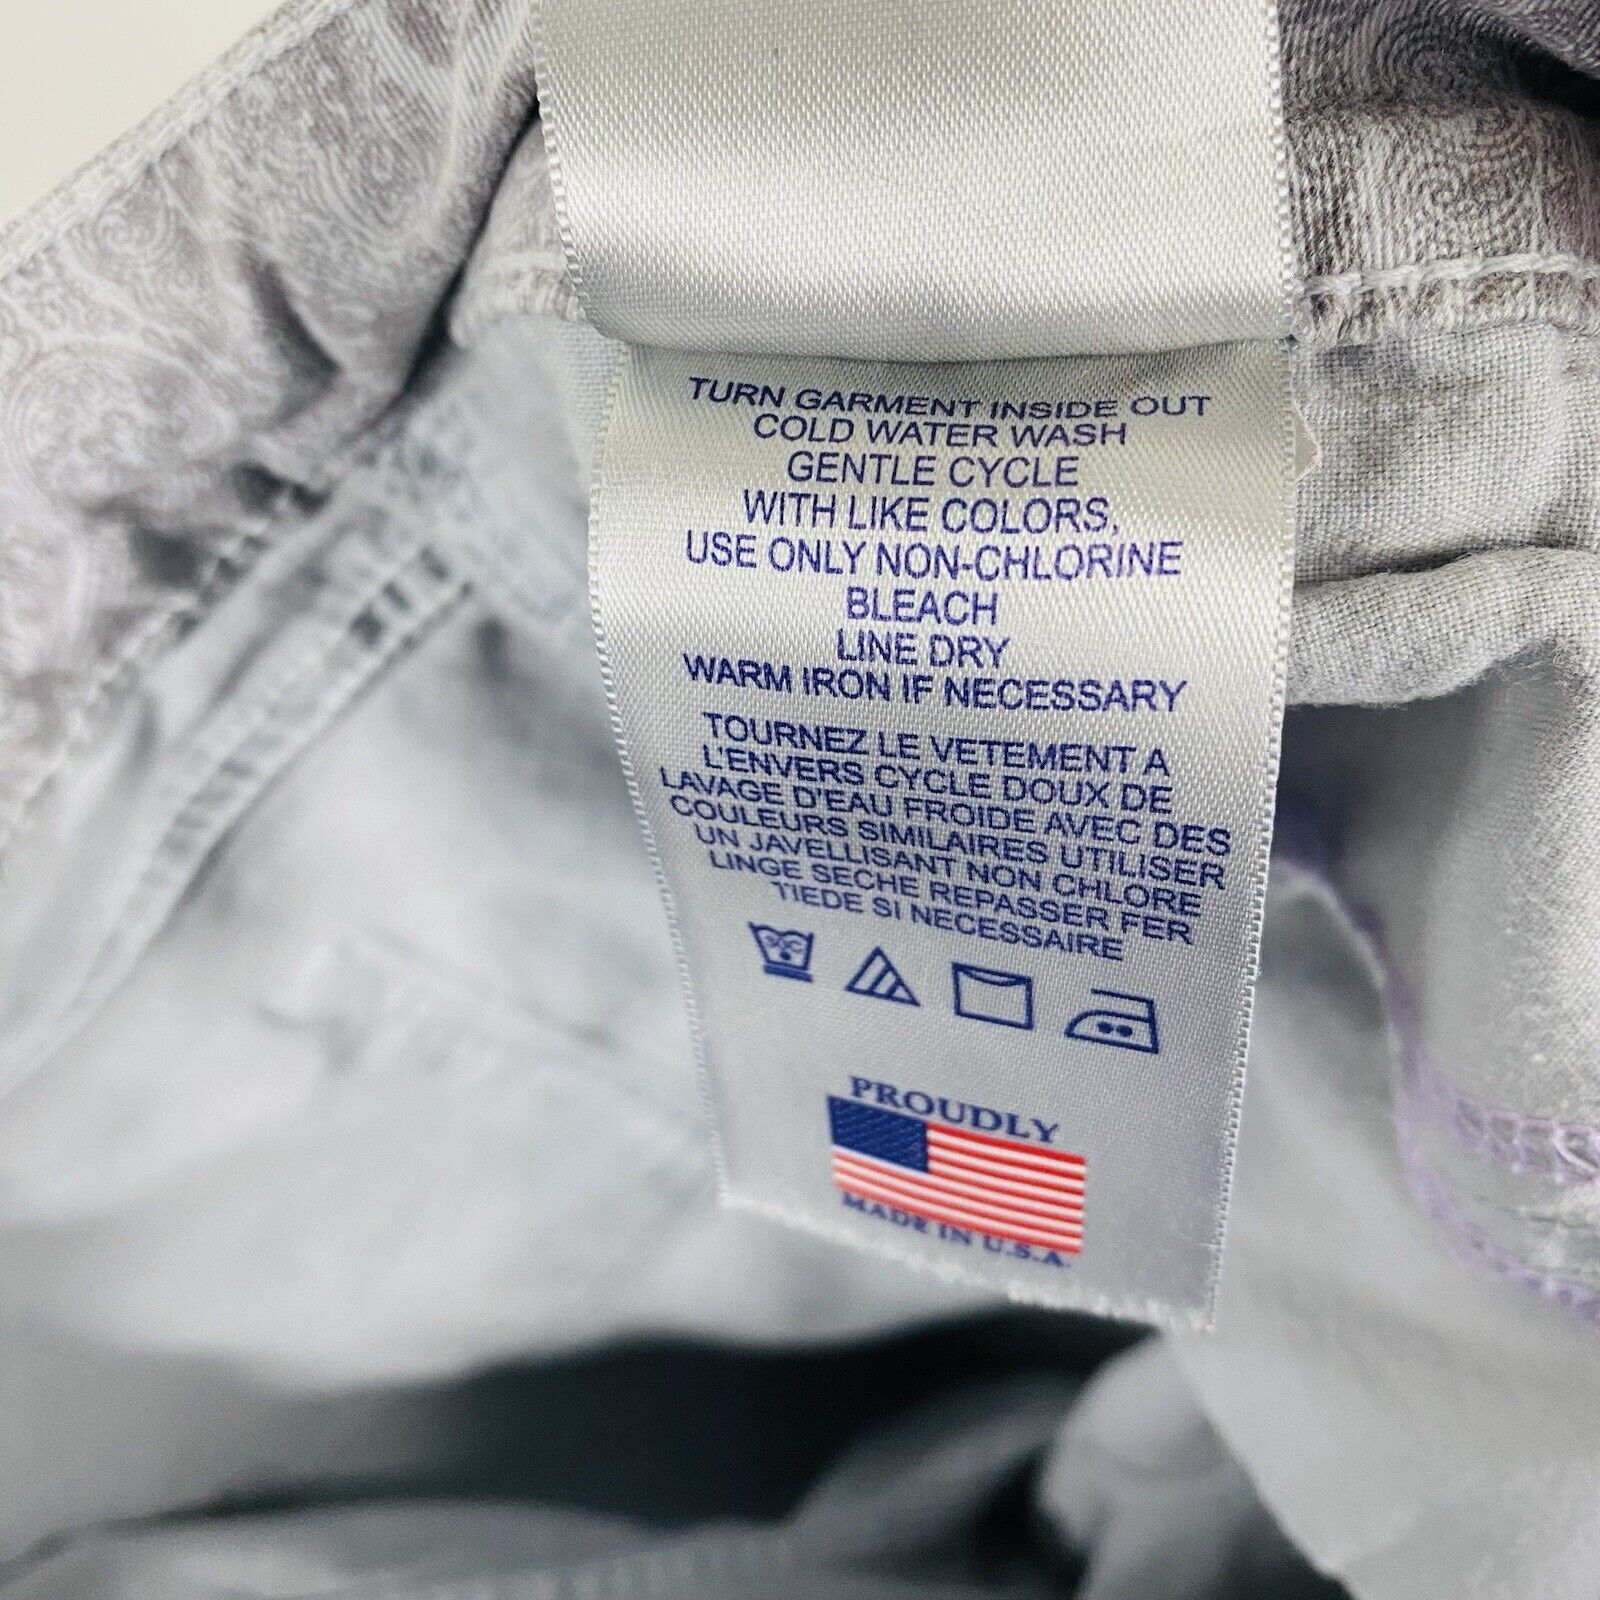 TURN GARMENT INSIDE OUT
COLD WATER WASH
GENTLE CYCLE
WITH LIKE COLORS,
USE ONLY NON-CHLORINE
BLEACH
LINE DRY
WARM IRON IF NECESSARY
TOURNEZ LE VETEMENT A
L'ENVERS CYCLE DOUX DE
LAVAGE D'EAU FROIDE AVEC DES
COULEURS SIMILAIRES UTILISER
UN JAVELLISANT NON CHLORE
LINGE SECHE REPASSER FER
TIEDE SI NECESSAIRE
PROUDLY
MADE IN U.S.A.